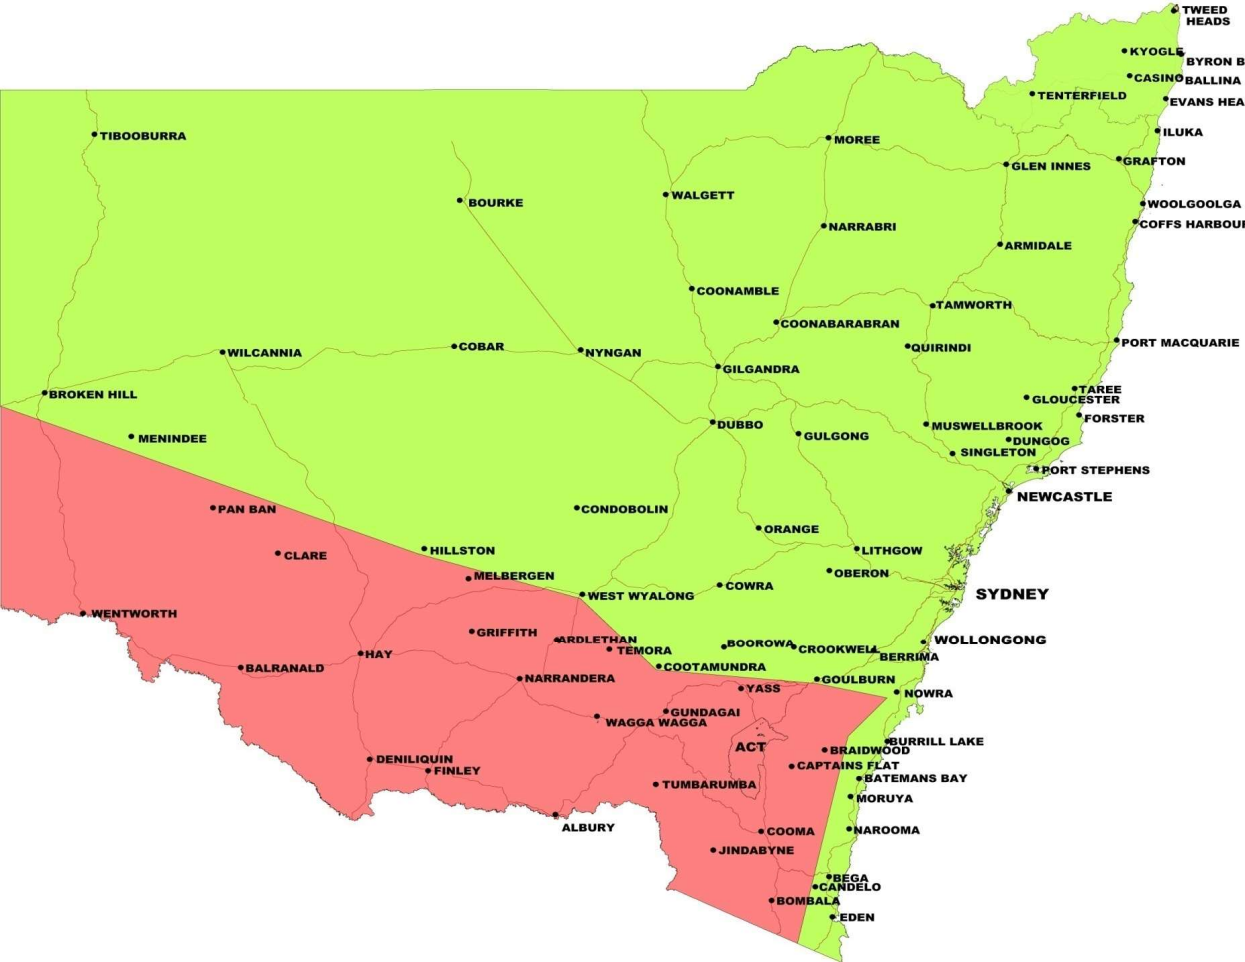 TWEED
HEADS
KYOGLE
BYRON B
CASINO
BALLINA
TENTERFIELD
EVANS HEA
TIBOOBURRA
ILUKA
MOREE
GLEN INNES
GRAFTON
BOURKE
WALGETT
WOOLGOOLGA
NARRABRI
COFFS HARBOUR
ARMIDALE
COONAMBLE
TAMWORTH
COONABARABRAN
WILCANNIA
COBAR
NYNGAN
QUIRINDI
PORT MACQUARIE
GILGANDRA
BROKEN HILL
TAREE
GLOUCESTER
FORSTER
MENINDEE
DUBBO
GULGONG
MUSWELLBROOK
DUNGOG
SINGLETON
PORT STEPHENS
NEWCASTLE
PAN BAN
CONDOBOLIN
ORANGE
CLARE
HILLSTON
LITHGOW
MELBERGEN
OBERON
COWRA
WEST WYALONG
SYDNEY
WENTWORTH
GRIFFITH
ARDLETHAN
TEMORA
BOOROWA
CROOKWELL
WOLLONGONG
BERRIMA
HAY
BALRANALD
COOTAMUNDRA
NARRANDERA
GOULBURN
YASS
NOWRA
GUNDAGAI
WAGGA WAGGA
ACT
BURRILL LAKE
BRAIDWOOD
DENILIQUIN
FINLEY
CAPTAINS FLAT
BATEMANS BAY
TUMBARUMBA
MORUYA
ALBURY
COOMA
NAROOMA
JINDABYNE
BEGA
CANDELO
BOMBALA
EDEN